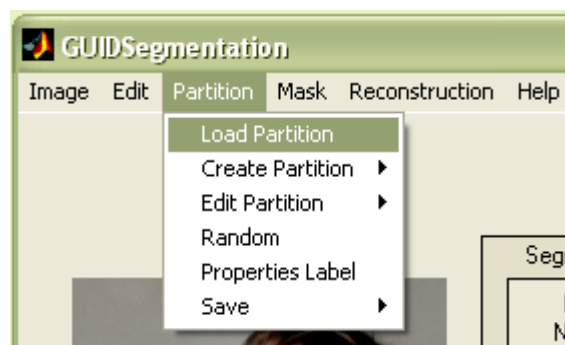 GUIDSegmentation
Image Edit Partition Mask Reconstruction Help
Load Partition
Create Partition
Edit Partition
Random
Properties Label
Save